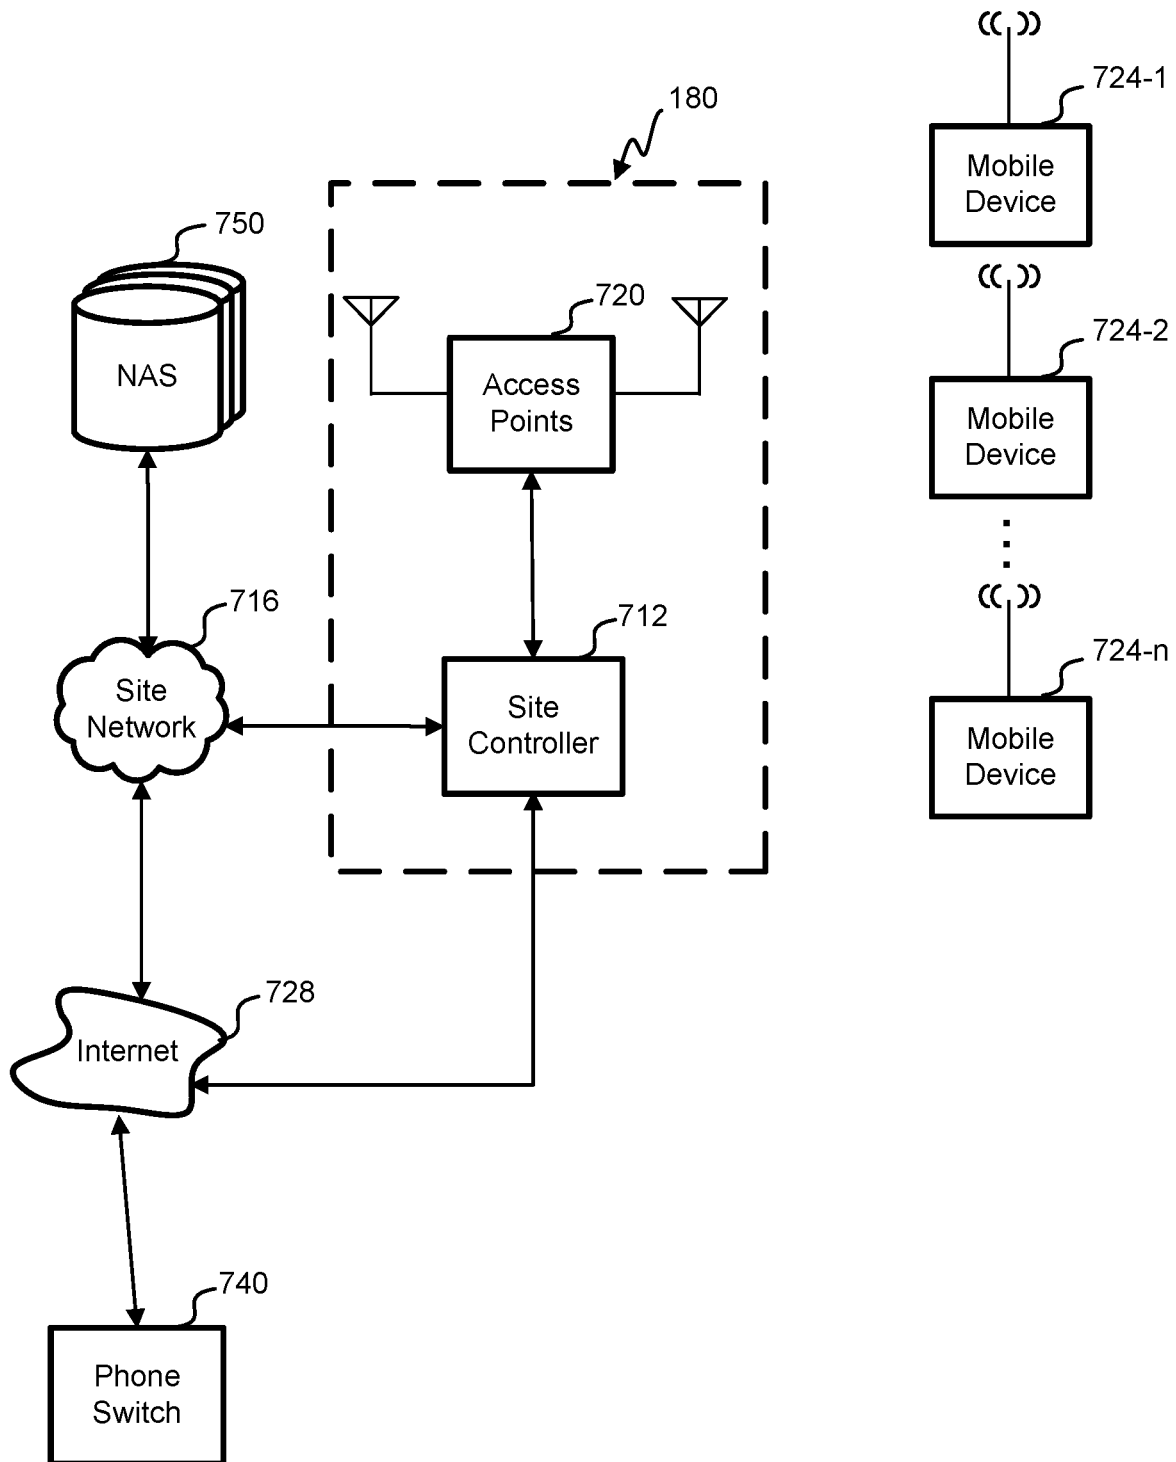 724-1
Mobile
Device
180
750
NAS
720
Access
Points
724-2
Mobile
Device
716
Site
Network
712
Site
Controller
724-n
Mobile
Device
728
Internet
740
Phone
Switch